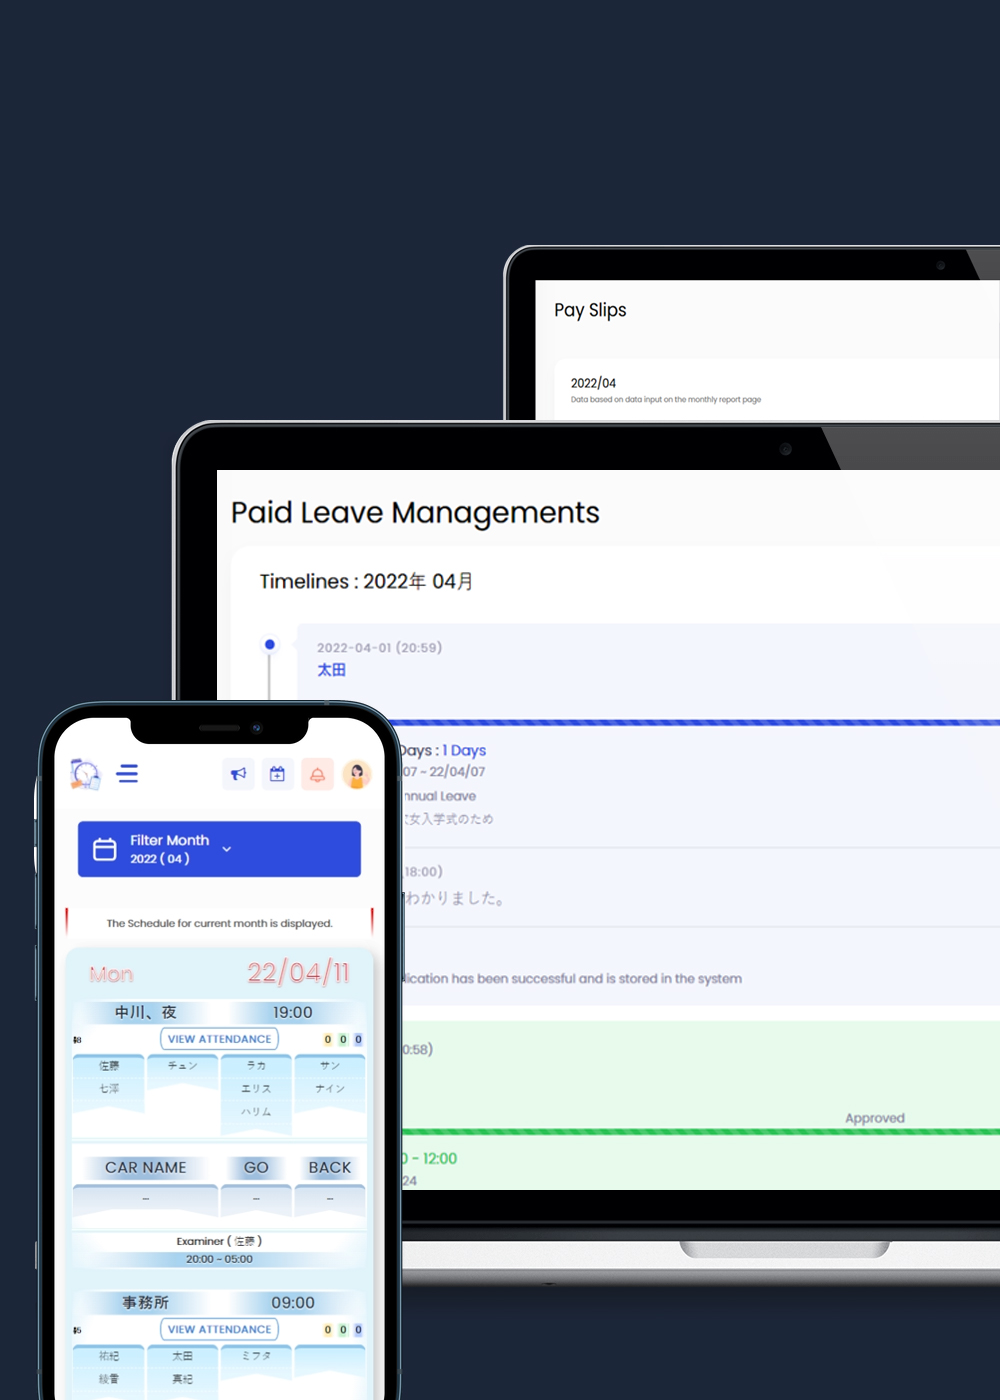 Pay Slips
2022/04
Data based on data input on the monthly report page
Paid Leave Managements
Timelines : 2022年 04月
2022-04-01 (20:59)
太田
Days : 1 Days
07 ~ 22/04/07
nnual Leave
女入学式のため
18:00)
わかりました。
lication has been successful and is stored in the system
0:58)
Approved
0 ~ 12:00
24
Filter Month
2022 ( 04 )
The Schedule for current month is displayed.
Mon 22/04/11
中川、夜 19:00
VIEW ATTENDANCE 0 0 0
佐藤 チュン ラカ サン
七澤 エリス ナイン
ハリム
CAR NAME GO BACK
-- -- --
Examiner ( 佐藤 )
20:00 ~ 05:00
事務所 09:00
VIEW ATTENDANCE 0 0 0
祐紀 太田 ミフタ
綾香 真紀